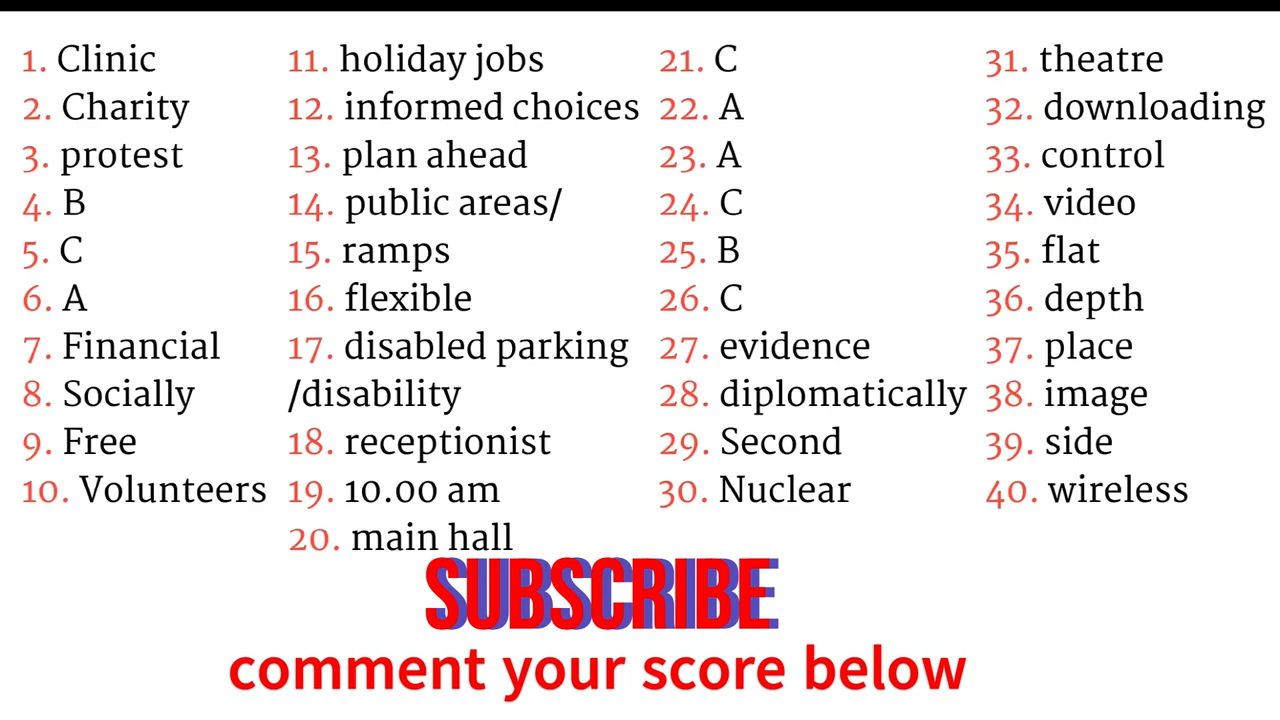 1. Clinic
2. Charity
3. protest
4. B
5. C
6. A
7. Financial
8. Socially
9. Free
10. Volunteers
11. holiday jobs
12. informed choices
13. plan ahead
14. public areas/
15. ramps
16. flexible
17. disabled parking
/disability
18. receptionist
19. 10.00 am
20. main hall
21. C
22. A
23. A
24. C
25. B
26. C
27. evidence
28. diplomatically
29. Second
30. Nuclear
31. theatre
32. downloading
33. control
34. video
35. flat
36. depth
37. place
38. image
39. side
40. wireless
SUBSCRIBE
comment your score below